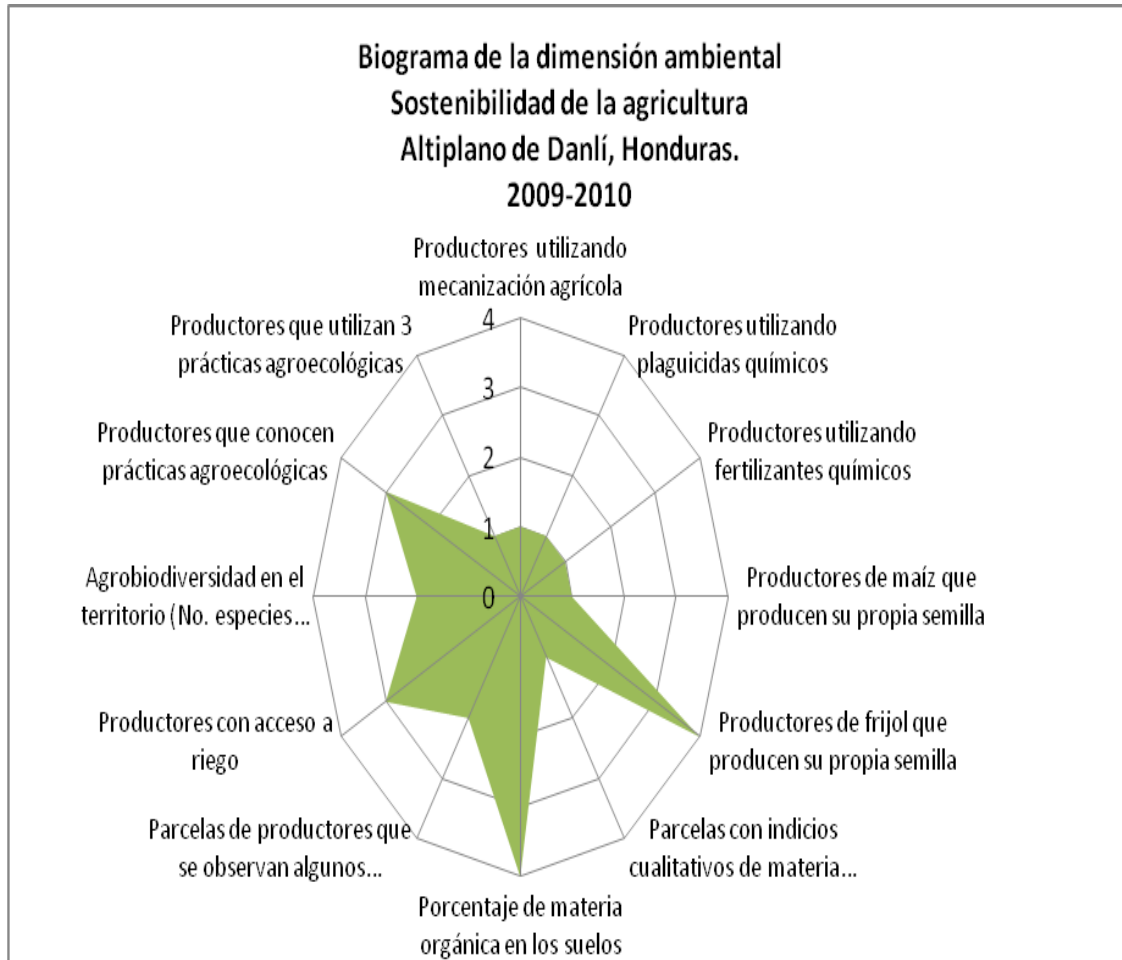 Biograma de la dimensión ambiental
Sostenibilidad de la agricultura
Altiplano de Danlí, Honduras.
2009-2010
Productores utilizando
mecanización agrícola
Productores utilizando
plaguicidas químicos
Productores utilizando
fertilizantes químicos
Productores de maíz que
producen su propia semilla
Productores de frijol que
producen su propia semilla
Parcelas con indicios
cualitativos de materia...
Porcentaje de materia
orgánica en los suelos
Parcelas de productores que
se observan algunos...
Productores con acceso a
riego
Agrobiodiversidad en el
territorio (No. especies...
Productores que conocen
prácticas agroecológicas
Productores que utilizan 3
prácticas agroecológicas
4
3
2
1
0